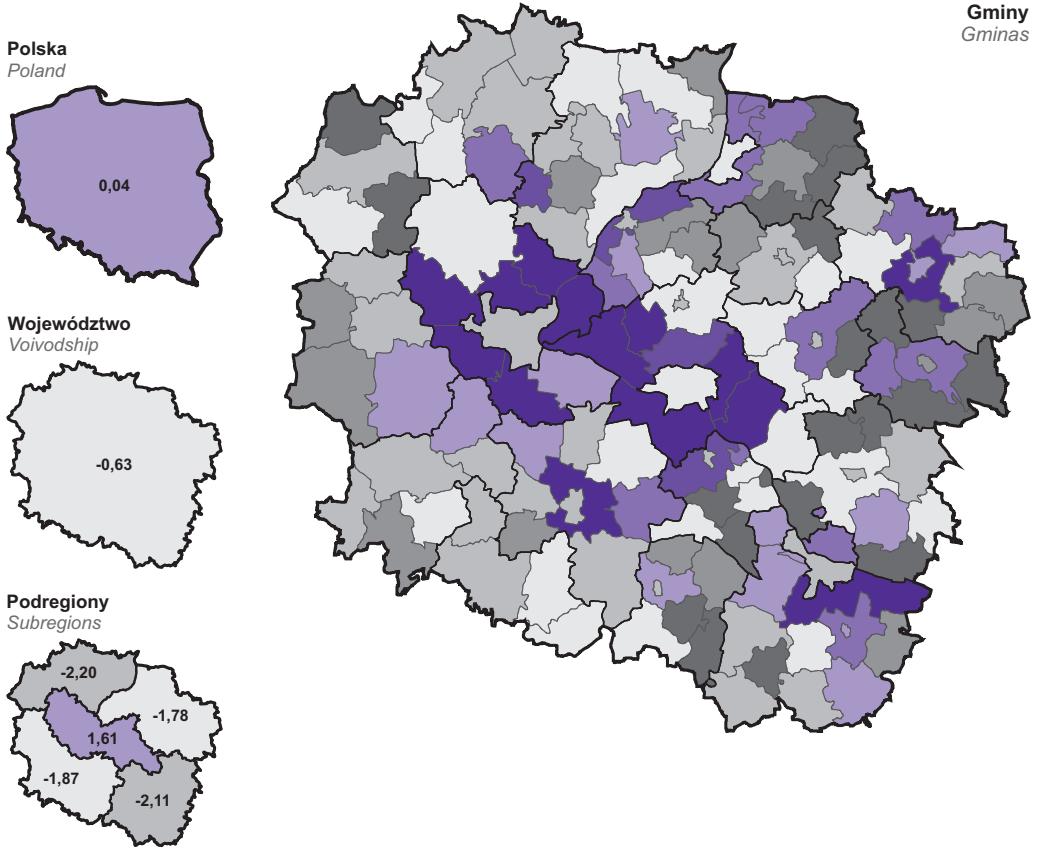 Gminy
Gminas
Polska
Poland
0,04
Województwo
Voivodship
-0,63
Podregiony
Subregions
-2,20
-1,78
1,61
-1,87
-2,11